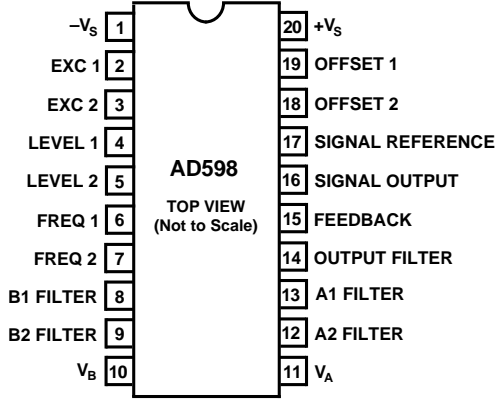 –VS 1 20 +VS
EXC 1 2 19 OFFSET 1
EXC 2 3 18 OFFSET 2
LEVEL 1 4 17 SIGNAL REFERENCE
LEVEL 2 5 AD598 16 SIGNAL OUTPUT
FREQ 1 6 TOP VIEW 15 FEEDBACK
(Not to Scale)
FREQ 2 7 14 OUTPUT FILTER
B1 FILTER 8 13 A1 FILTER
B2 FILTER 9 12 A2 FILTER
VB 10 11 VA